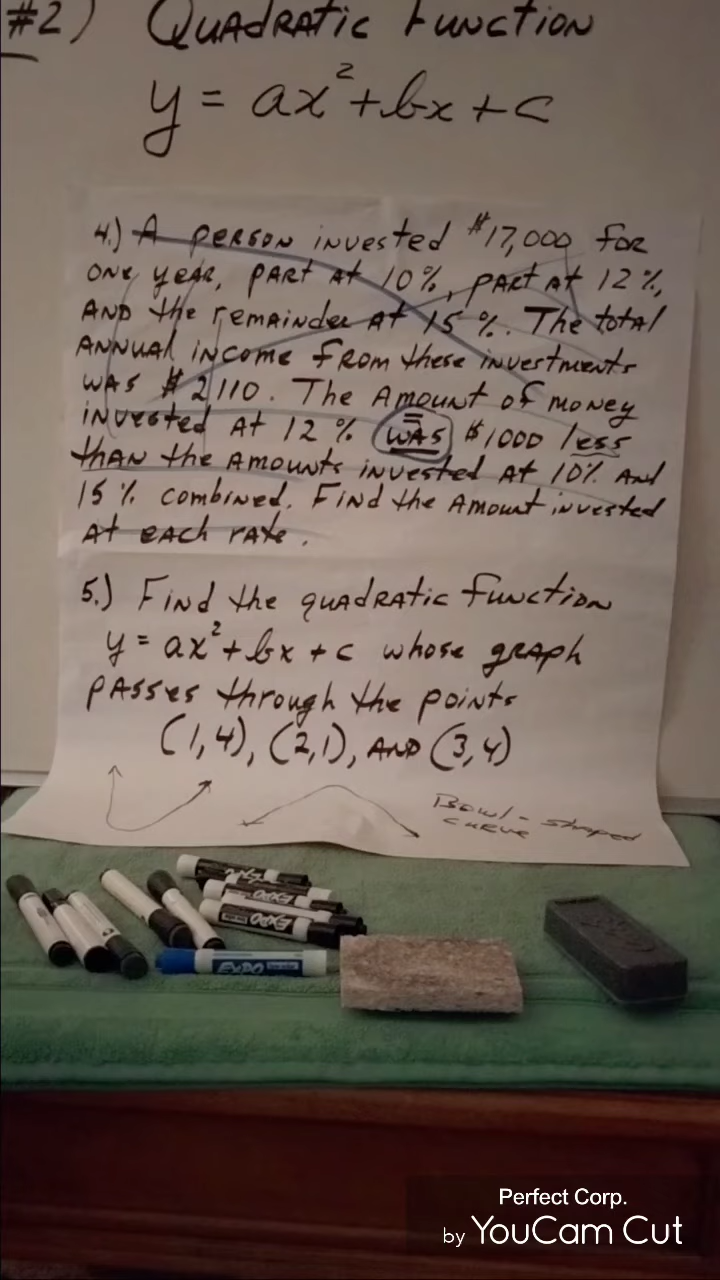 #2) Quadratic Function
y = ax²+bx+c
4.) A person invested $17,000 for
one year, part at 10%, part at 12%,
and the remainder at 15%. The total
annual income from these investments
was $2110. The amount of money
invested at 12% was $1000 less
than the amounts invested at 10% and
15% combined. Find the amount invested
at each rate.
5.) Find the quadratic function
y = ax²+bx+c whose graph
passes through the points
(1,4), (2,1), and (3,4)
Bowl-shaped
curve
EXPO
EXPO
EXPO
Perfect Corp.
by YouCam Cut